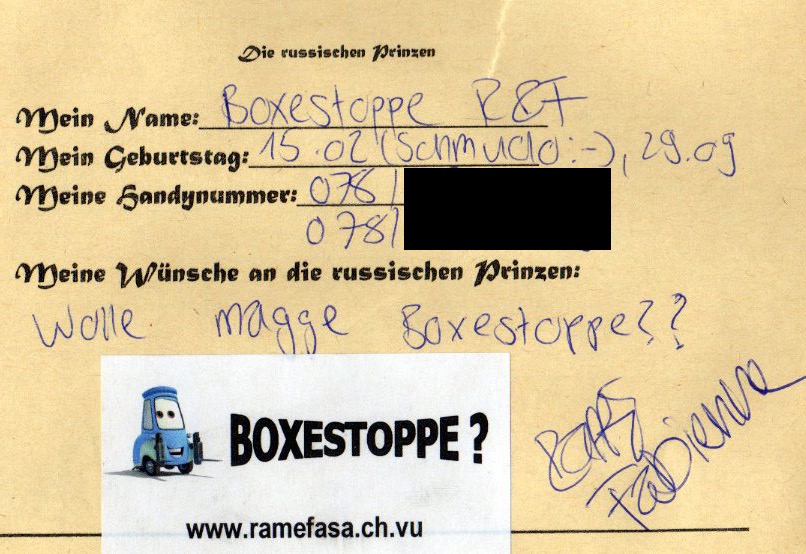 Die russischen Prinzen
Mein Name: Boxestoppe R&F
Mein Geburtstag: 15.02 (Schmudo :-), 29.09
Meine Handynummer: 078/
078/
Meine Wünsche an die russischen Prinzen:
Wolle magge Boxestoppe??
Fabienne
BOXESTOPPE ?
www.ramefasa.ch.vu